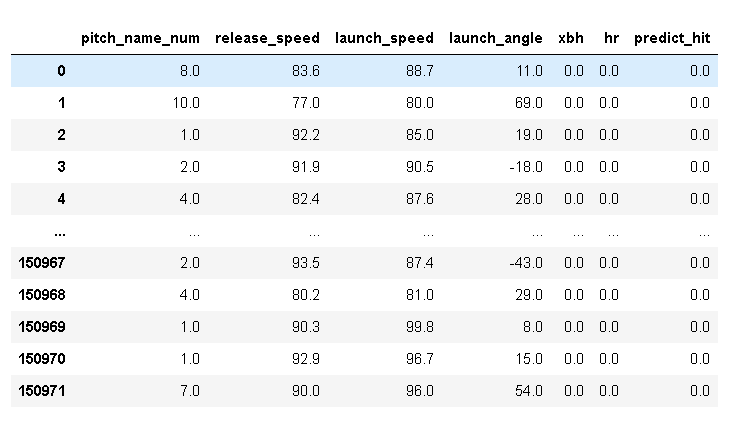 pitch_name_num release_speed launch_speed launch_angle xbh hr predict_hit
0 8.0 83.6 88.7 11.0 0.0 0.0 0.0
1 10.0 77.0 80.0 69.0 0.0 0.0 0.0
2 1.0 92.2 85.0 19.0 0.0 0.0 0.0
3 2.0 91.9 90.5 -18.0 0.0 0.0 0.0
4 4.0 82.4 87.6 28.0 0.0 0.0 0.0
... ... ... ... ... ... ... ...
150967 2.0 93.5 87.4 -43.0 0.0 0.0 0.0
150968 4.0 80.2 81.0 29.0 0.0 0.0 0.0
150969 1.0 90.3 99.8 8.0 0.0 0.0 0.0
150970 1.0 92.9 96.7 15.0 0.0 0.0 0.0
150971 7.0 90.0 96.0 54.0 0.0 0.0 0.0